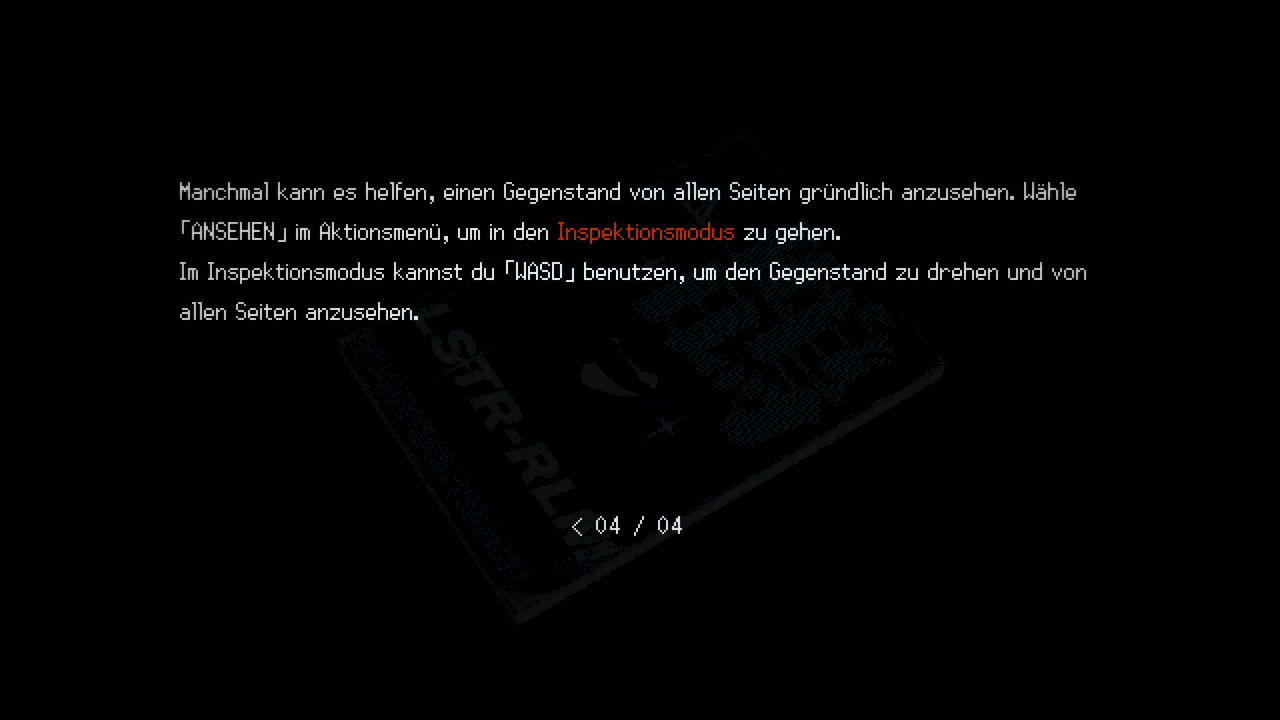 Manchmal kann es helfen, einen Gegenstand von allen Seiten gründlich anzusehen. Wähle
「ANSEHEN」 im Aktionsmenü, um in den Inspektionsmodus zu gehen.
Im Inspektionsmodus kannst du 「WASD」 benutzen, um den Gegenstand zu drehen und von
allen Seiten anzusehen.
LSTR-RLM
< 04 / 04